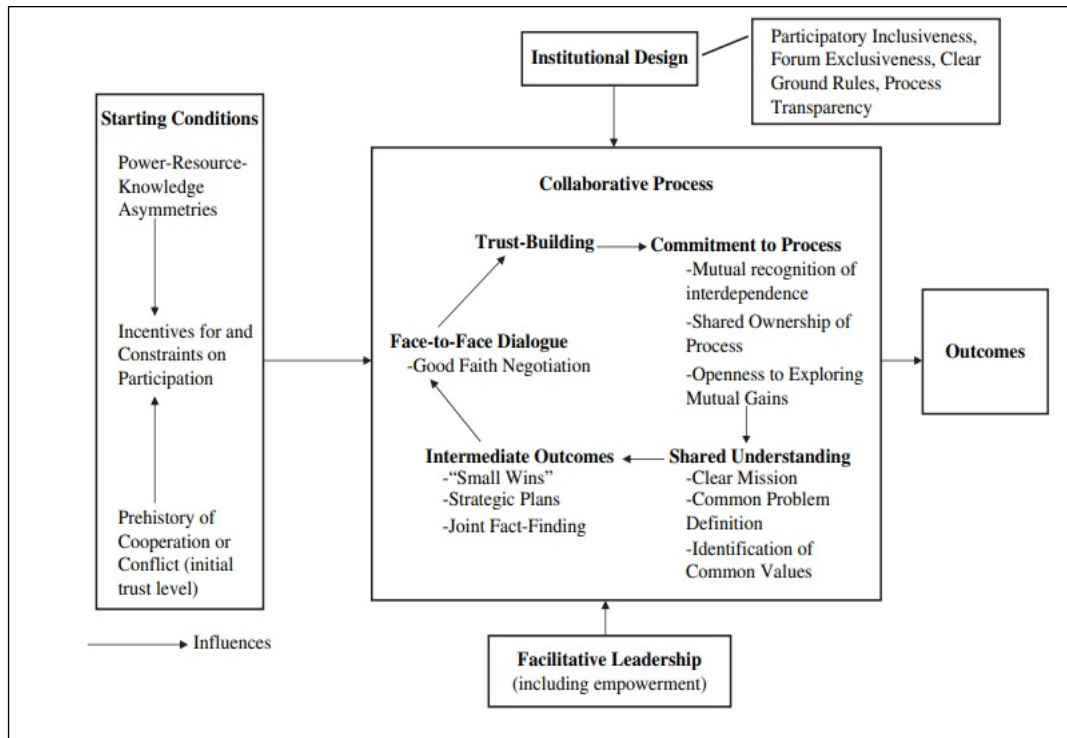 Institutional Design
Participatory Inclusiveness,
Forum Exclusiveness, Clear
Ground Rules, Process
Transparency
Starting Conditions
Power-Resource-
Knowledge
Asymmetries
Incentives for and
Constraints on
Participation
Prehistory of
Cooperation or
Conflict (initial
trust level)
Influences
Collaborative Process
Trust-Building
Commitment to Process
-Mutual recognition of
interdependence
-Shared Ownership of
Process
-Openness to Exploring
Mutual Gains
Face-to-Face Dialogue
-Good Faith Negotiation
Intermediate Outcomes
-“Small Wins”
-Strategic Plans
-Joint Fact-Finding
Shared Understanding
-Clear Mission
-Common Problem
Definition
-Identification of
Common Values
Outcomes
Facilitative Leadership
(including empowerment)